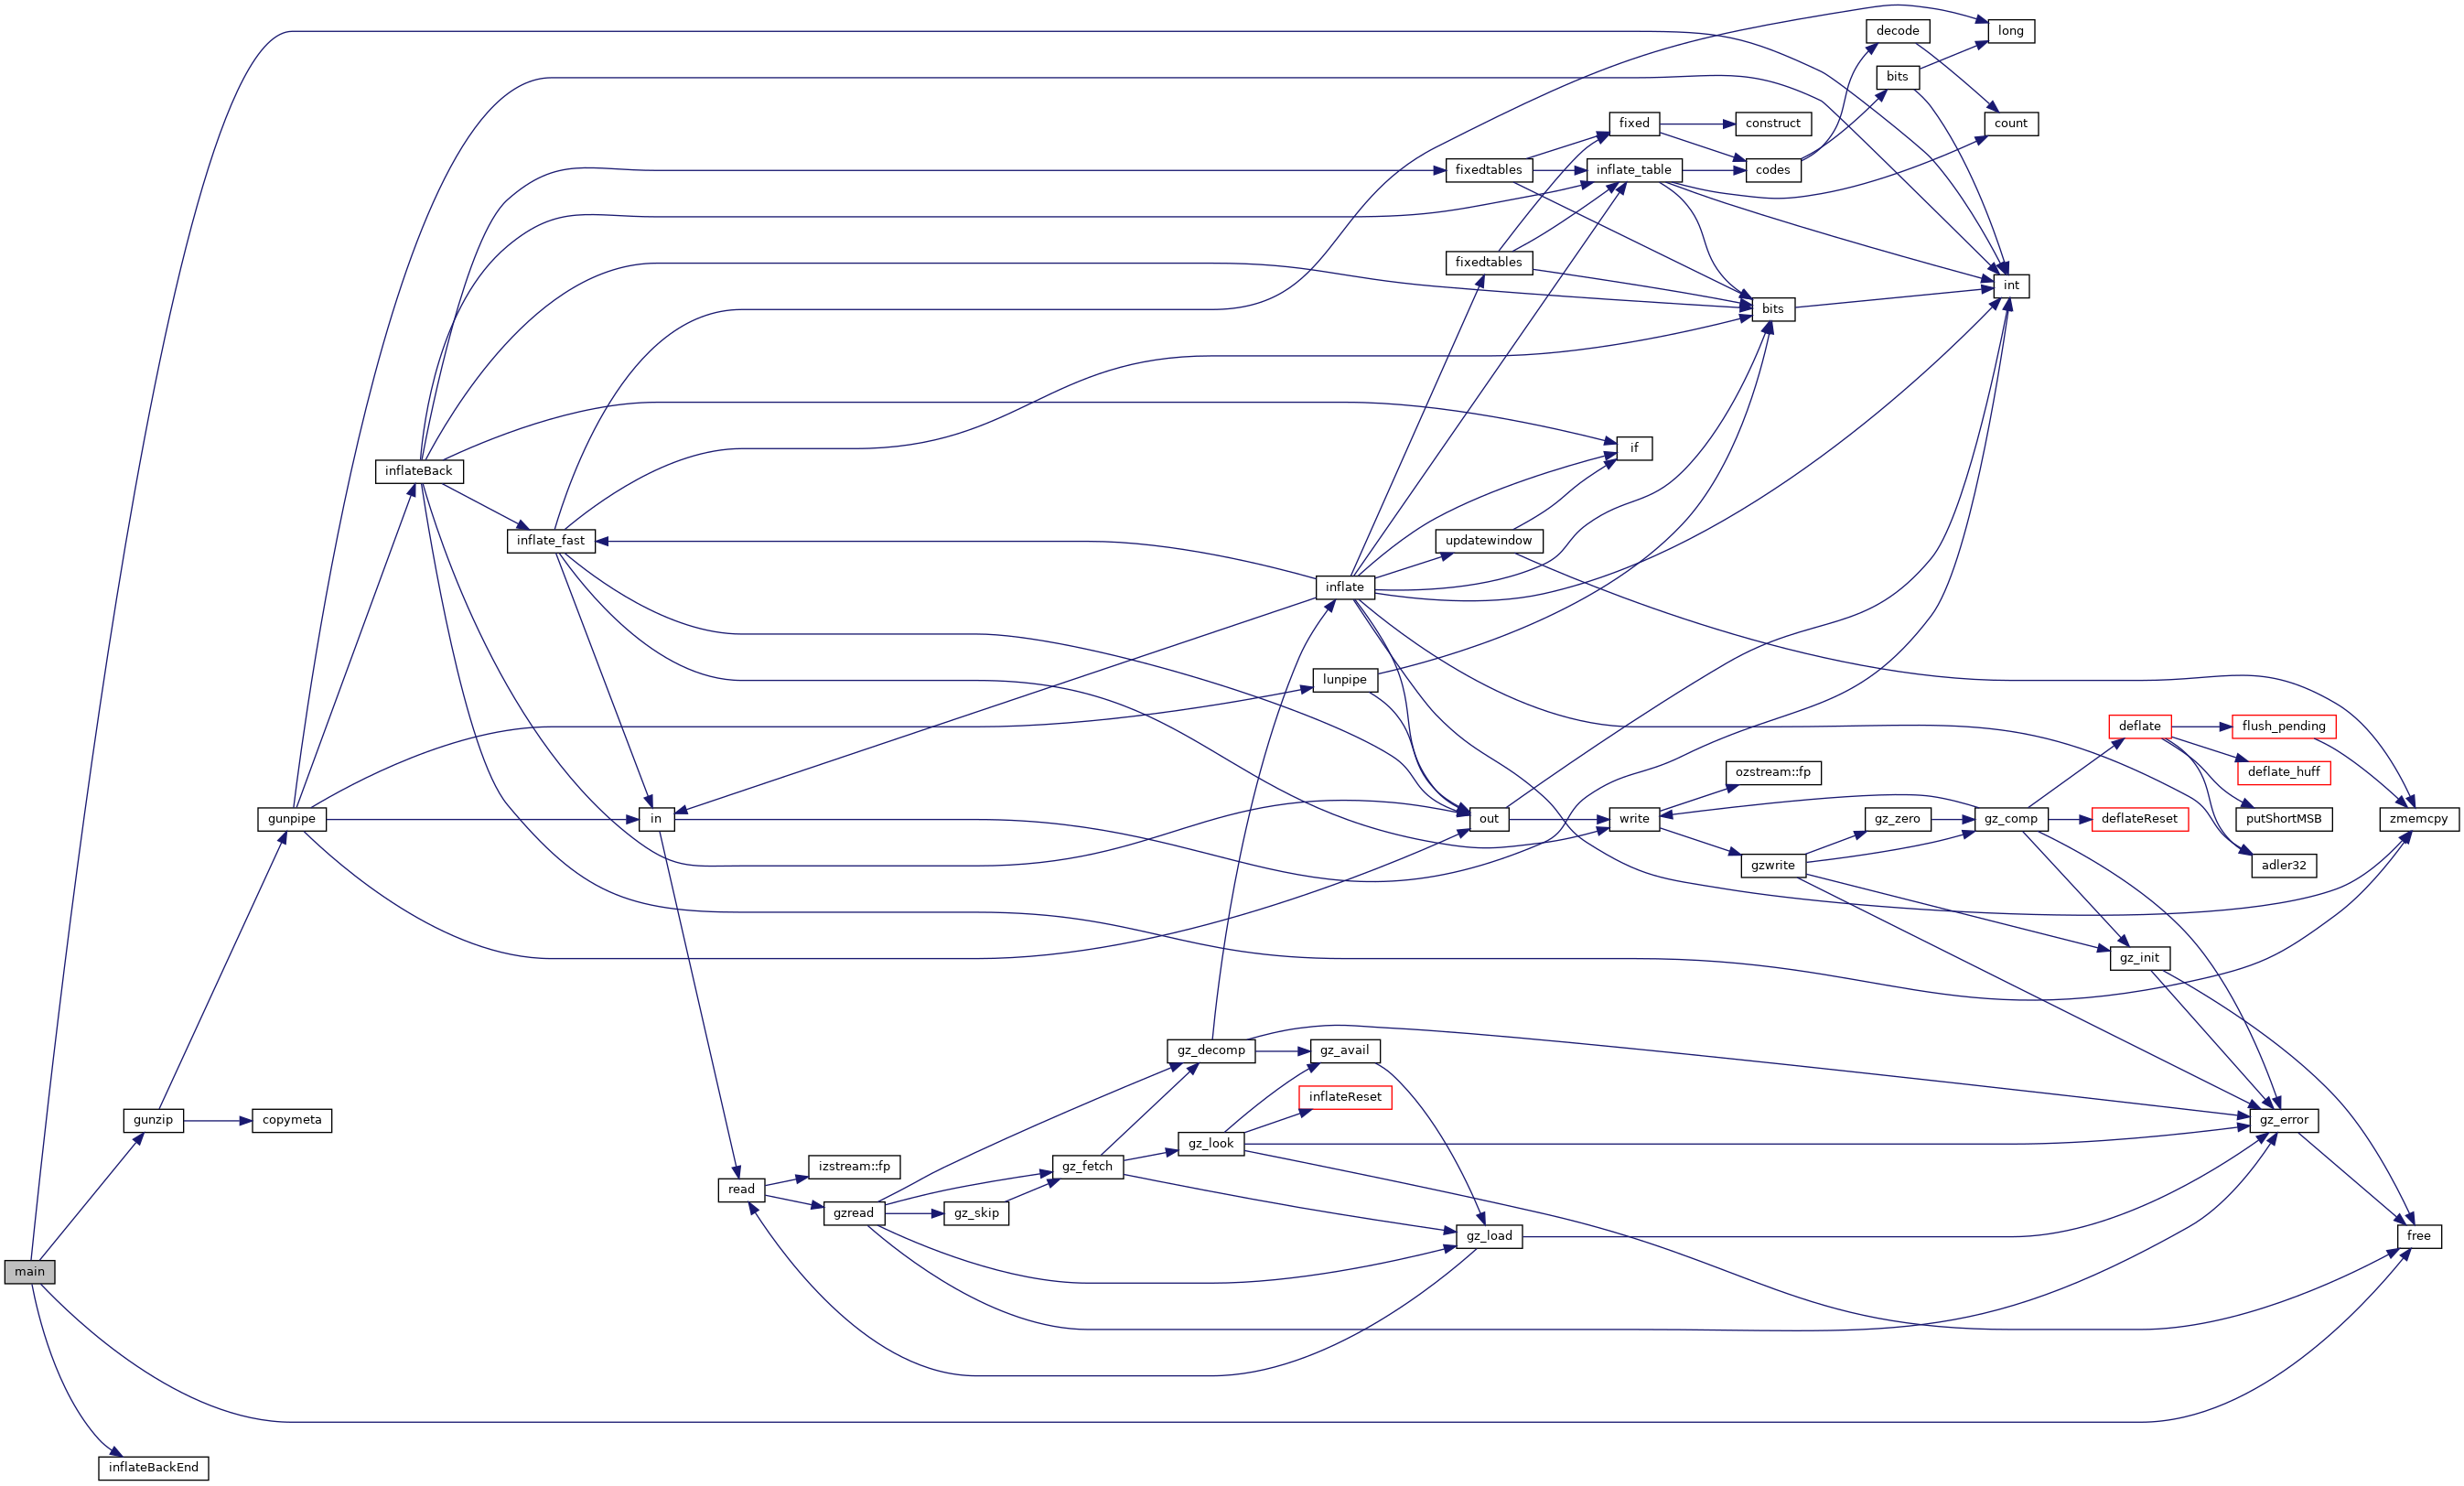 main
gunzip
inflateBackEnd
gunpipe
copymeta
inflateBack
inflate_fast
in
read
izstream::fp
gzread
gz_skip
gz_fetch
gz_decomp
gz_look
gz_avail
inflateReset
inflate
lunpipe
fixedtables
fixedtables
updatewindow
out
gz_load
fixed
inflate_table
if
write
construct
codes
bits
ozstream::fp
gzwrite
decode
bits
gz_zero
long
count
int
gz_comp
deflate
deflateReset
gz_init
flush_pending
deflate_huff
putShortMSB
adler32
gz_error
zmemcpy
free